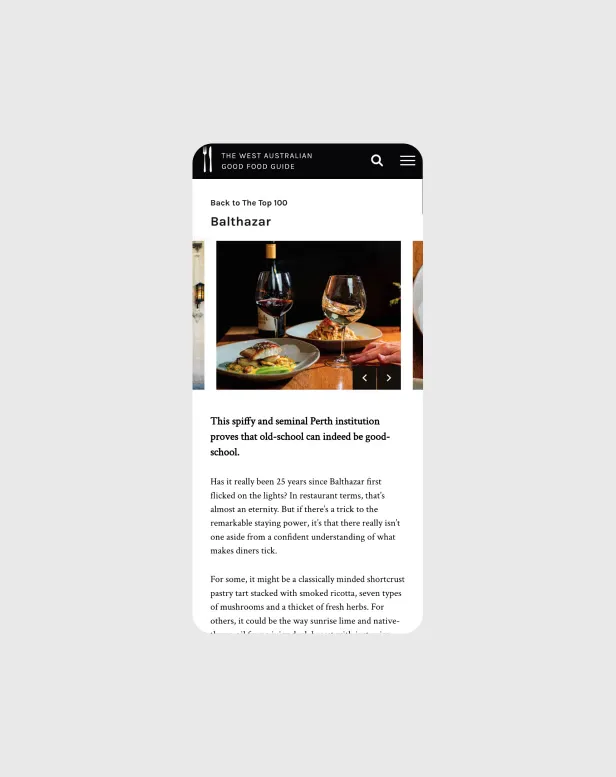 THE WEST AUSTRALIAN
GOOD FOOD GUIDE
Back to The Top 100
Balthazar
This spiffy and seminal Perth institution
proves that old-school can indeed be good-
school.
Has it really been 25 years since Balthazar first
flicked on the lights? In restaurant terms, that's
almost an eternity. But if there's a trick to the
remarkable staying power, it's that there really isn't
one aside from a confident understanding of what
makes diners tick.
For some, it might be a classically minded shortcrust
pastry tart stacked with smoked ricotta, seven types
of mushrooms and a thicket of fresh herbs. For
others, it could be the way sunrise lime and native-